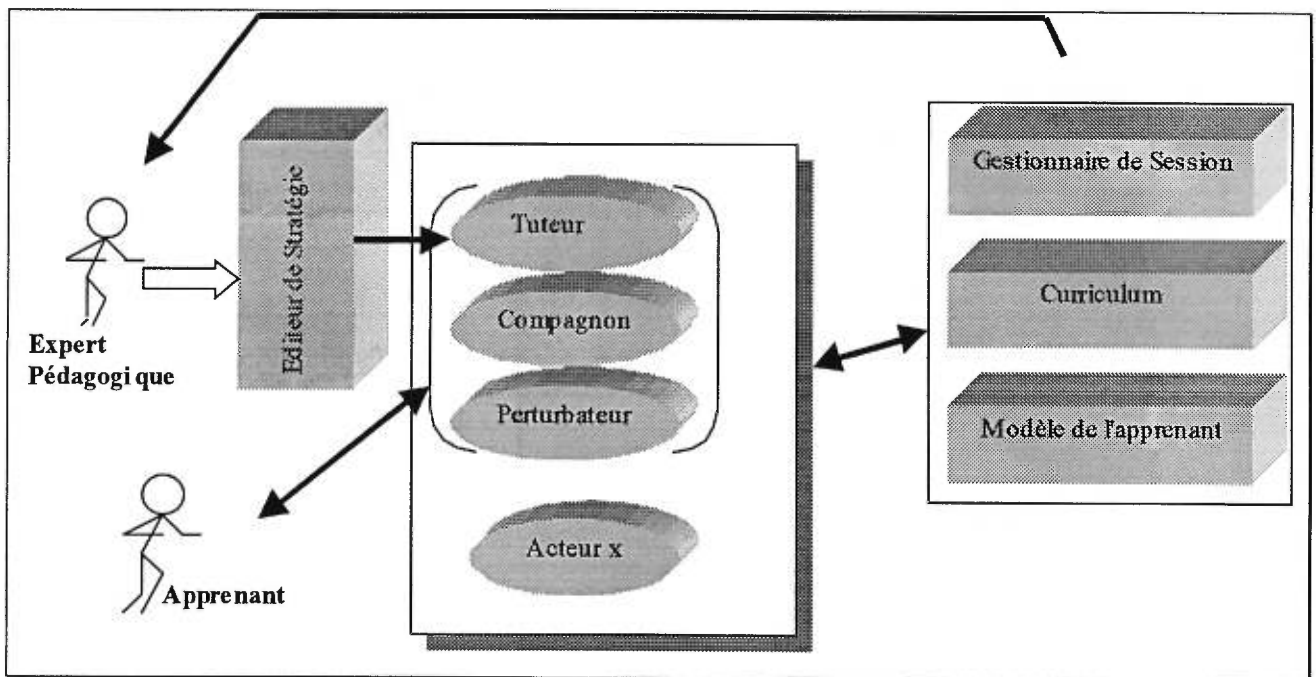 Expert
Pédagogique
Editeur de Stratégie
Apprenant
Tuteur
Compagnon
Perturbateur
Acteur x
Gestionnaire de Session
Curriculum
Modèle de l'apprenant